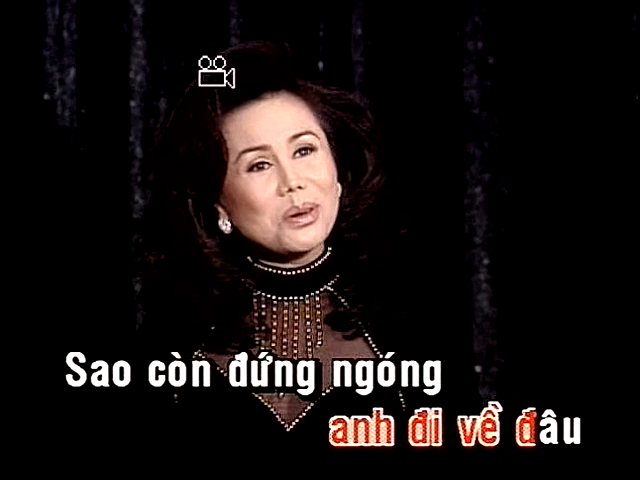 Sao còn đứng ngóng
anh đi về đâu